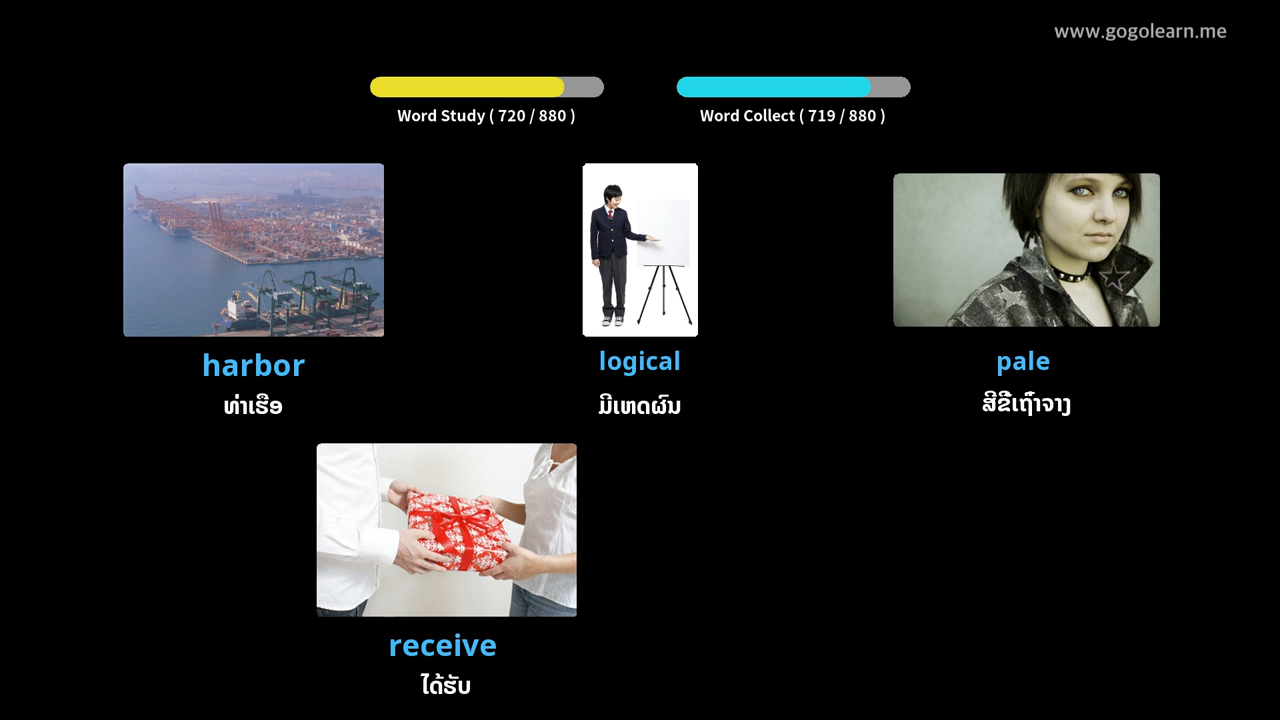 www.gogolearn.me
Word Study ( 720 / 880 )
Word Collect ( 719 / 880 )
harbor
logical
pale
ທ່າເຮືອ
ມີເຫດຜົນ
ສີຂີ້ເຖົ່າຈາງ
receive
ໄດ້ຮັບ